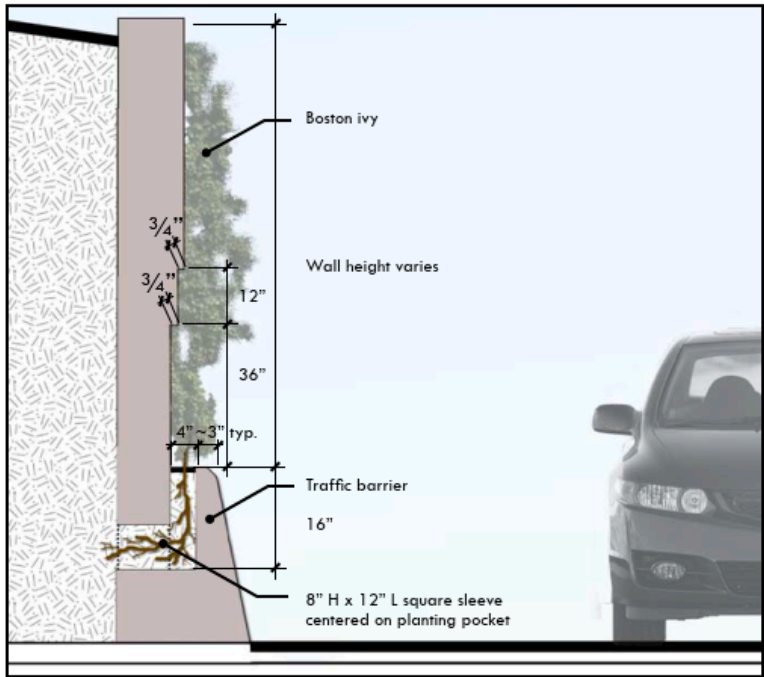 Boston ivy
3/4”
Wall height varies
3/4”
12”
36”
4” ~3” typ.
Traffic barrier
16”
8” H x 12” L square sleeve
centered on planting pocket